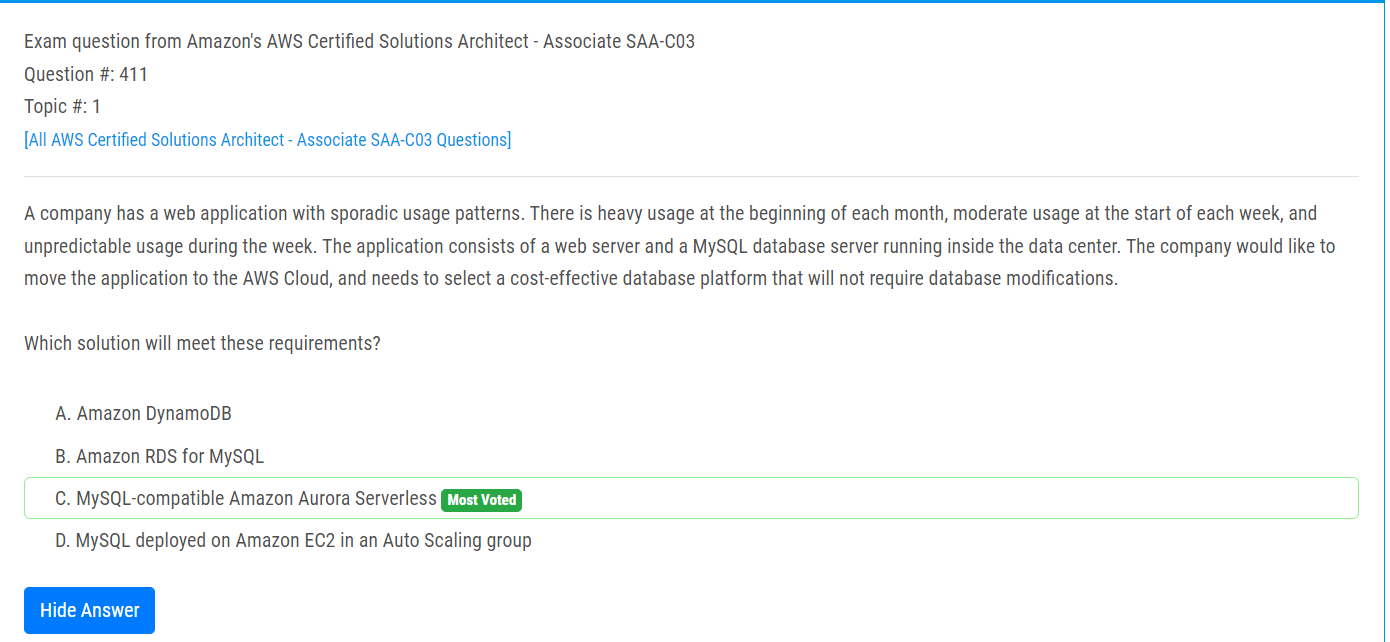 Exam question from Amazon's AWS Certified Solutions Architect - Associate SAA-C03
Question #: 411
Topic #: 1
[All AWS Certified Solutions Architect - Associate SAA-C03 Questions]
A company has a web application with sporadic usage patterns. There is heavy usage at the beginning of each month, moderate usage at the start of each week, and
unpredictable usage during the week. The application consists of a web server and a MySQL database server running inside the data center. The company would like to
move the application to the AWS Cloud, and needs to select a cost-effective database platform that will not require database modifications.
Which solution will meet these requirements?
A. Amazon DynamoDB
B. Amazon RDS for MySQL
C. MySQL-compatible Amazon Aurora Serverless Most Voted
D. MySQL deployed on Amazon EC2 in an Auto Scaling group
Hide Answer